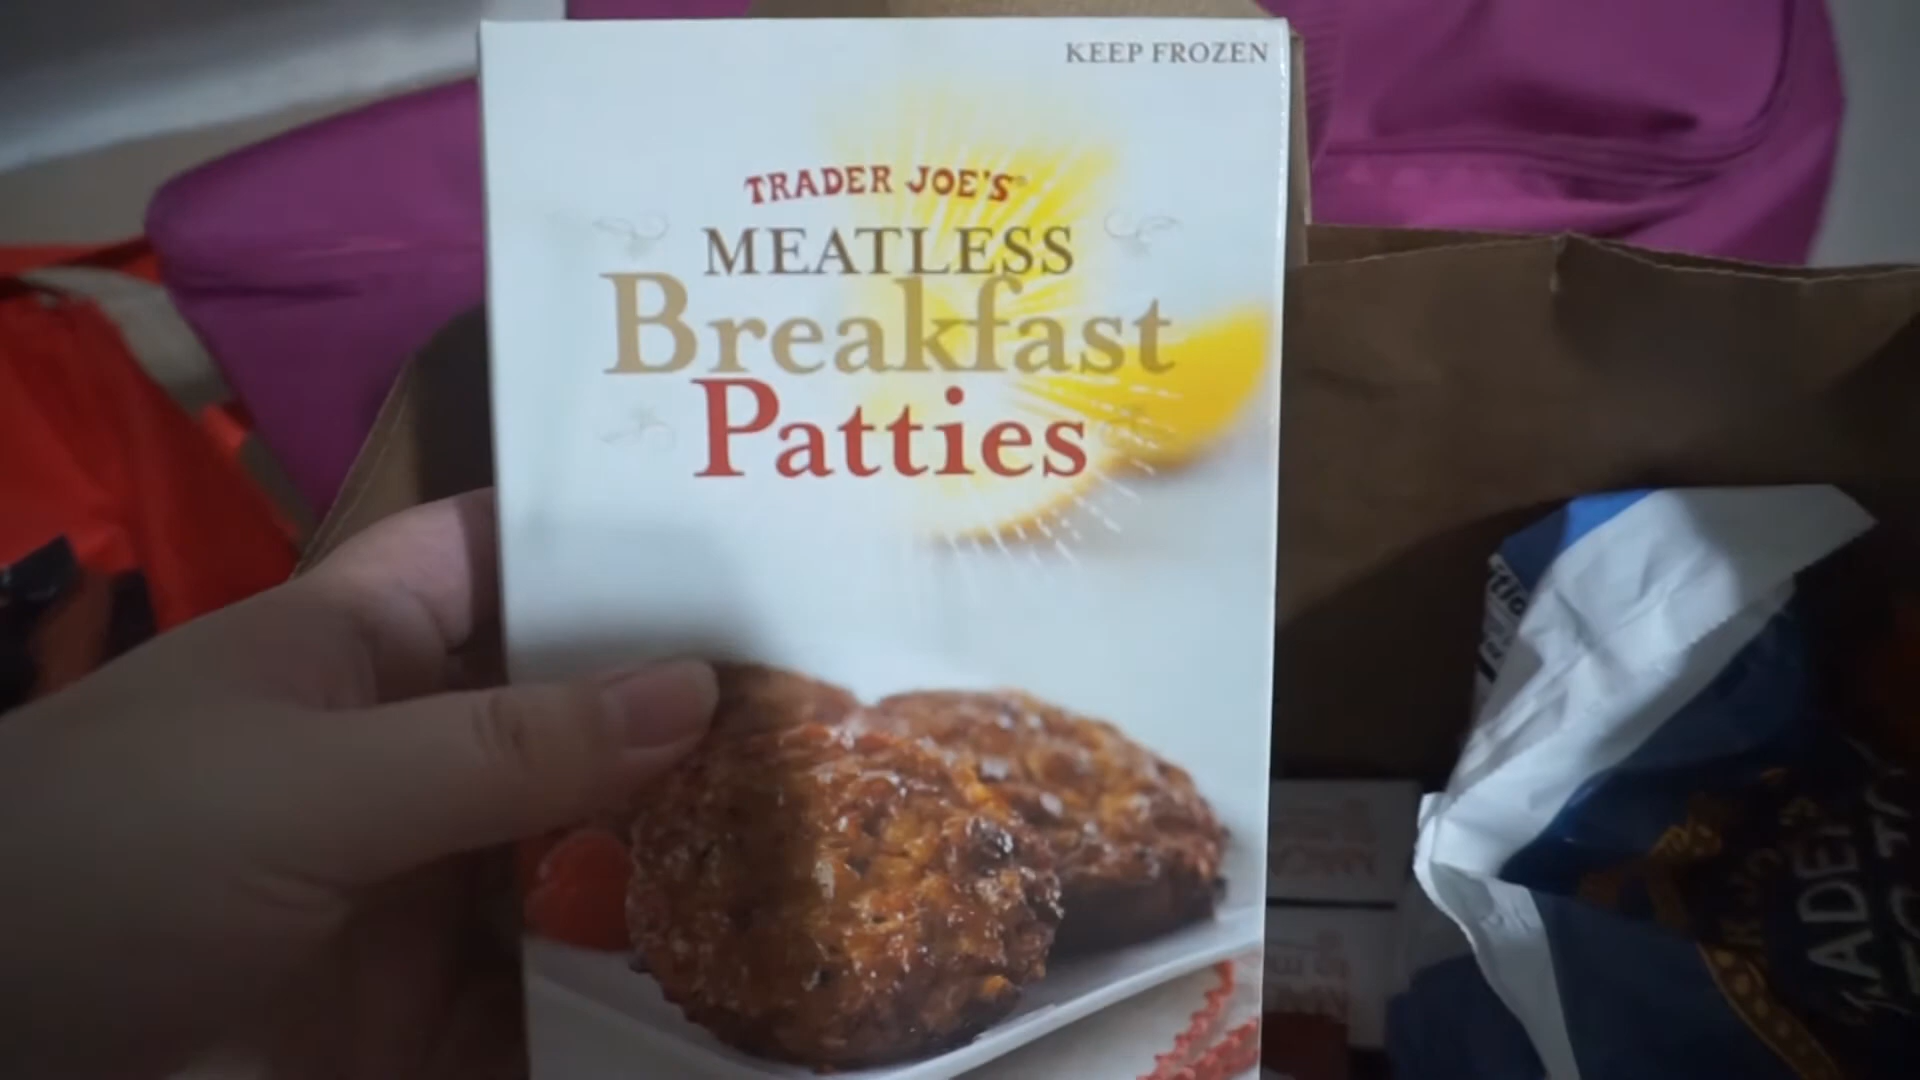 KEEP FROZEN
TRADER JOE'S®
MEATLESS
Breakfast
Patties